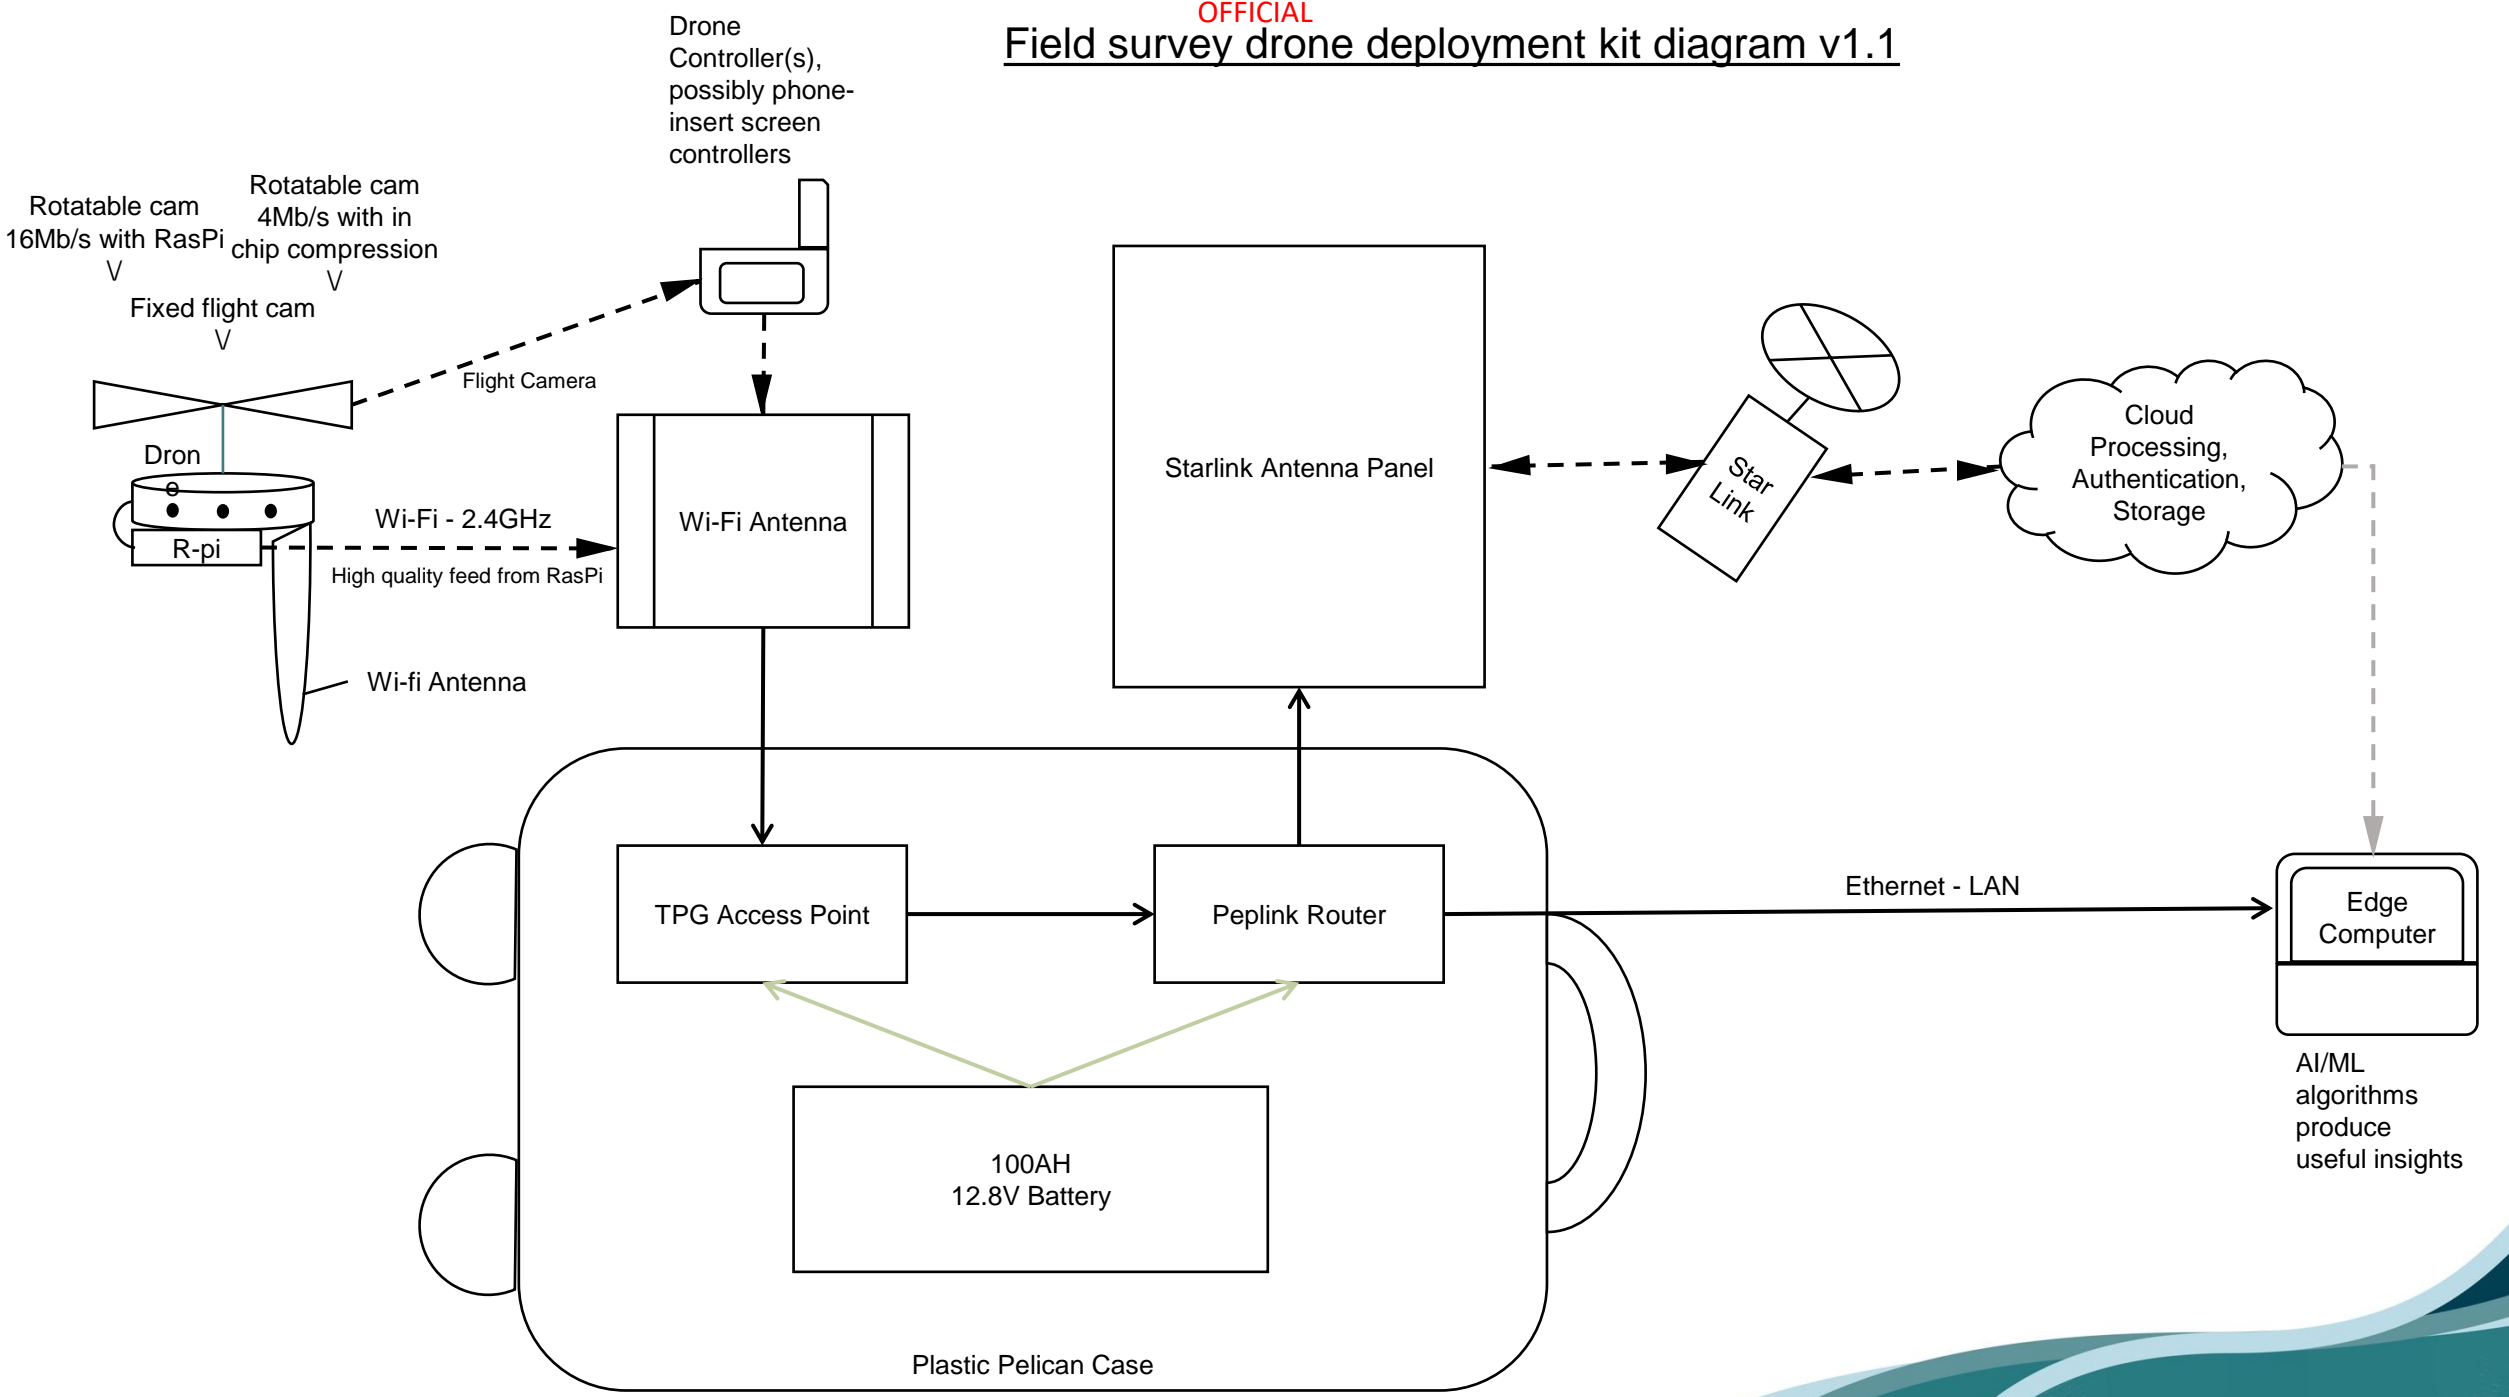 OFFICIAL
Field survey drone deployment kit diagram v1.1
Drone
Controller(s),
possibly phone-
insert screen
controllers
Rotatable cam
16Mb/s with RasPi
\/
Rotatable cam
4Mb/s with in
chip compression
\/
Fixed flight cam
\/
Flight Camera
Dron
e
R-pi
Wi-Fi - 2.4GHz
High quality feed from RasPi
Wi-fi Antenna
Wi-Fi Antenna
Starlink Antenna Panel
Star
Link
Cloud
Processing,
Authentication,
Storage
TPG Access Point
Peplink Router
Ethernet - LAN
Edge
Computer
AI/ML
algorithms
produce
useful insights
100AH
12.8V Battery
Plastic Pelican Case